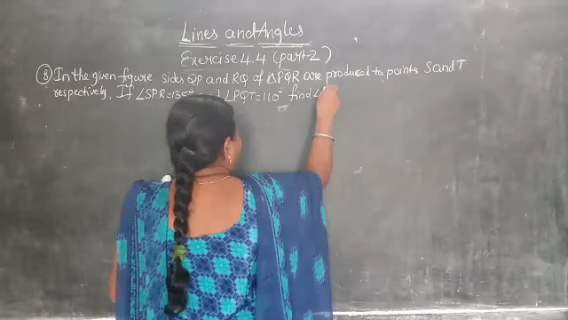 Lines and Angles
Exercise 4.4 (part-2)
⑧ In the given figure sides QP and RQ of △PQR are produced to points S and T
respectively, If ∠SPR=135° ∠PQT=110° find ∠